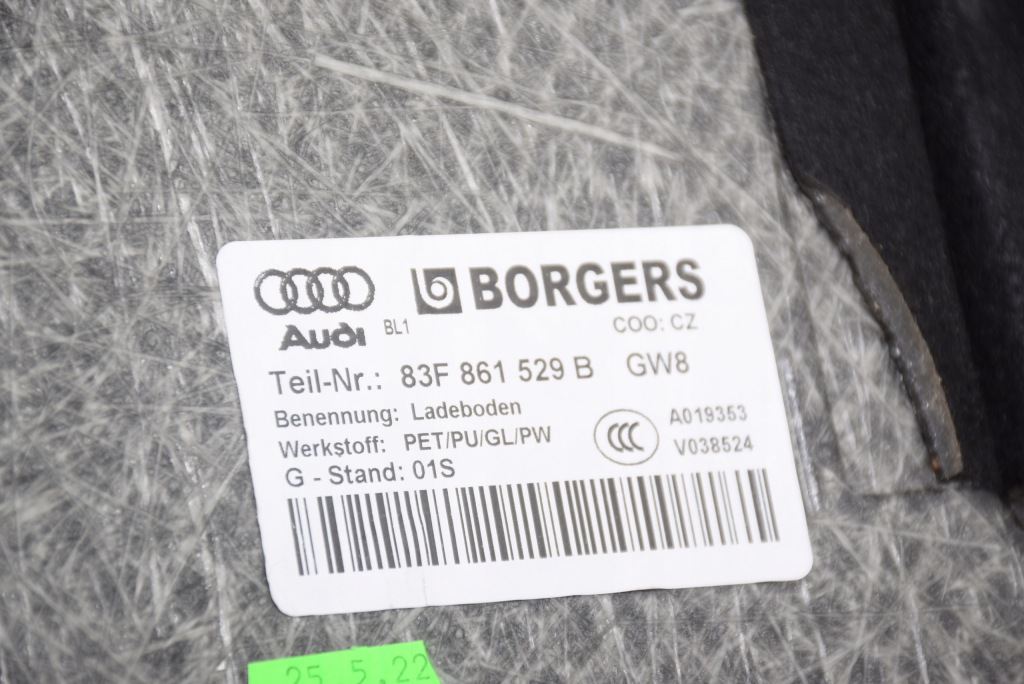 Audi BL1 BORGERS
COO: CZ
Teil-Nr.: 83F 861 529 B GW8
Benennung: Ladeboden
Werkstoff: PET/PU/GL/PW
CCC
A019353
V038524
G - Stand: 01S
25.5.22